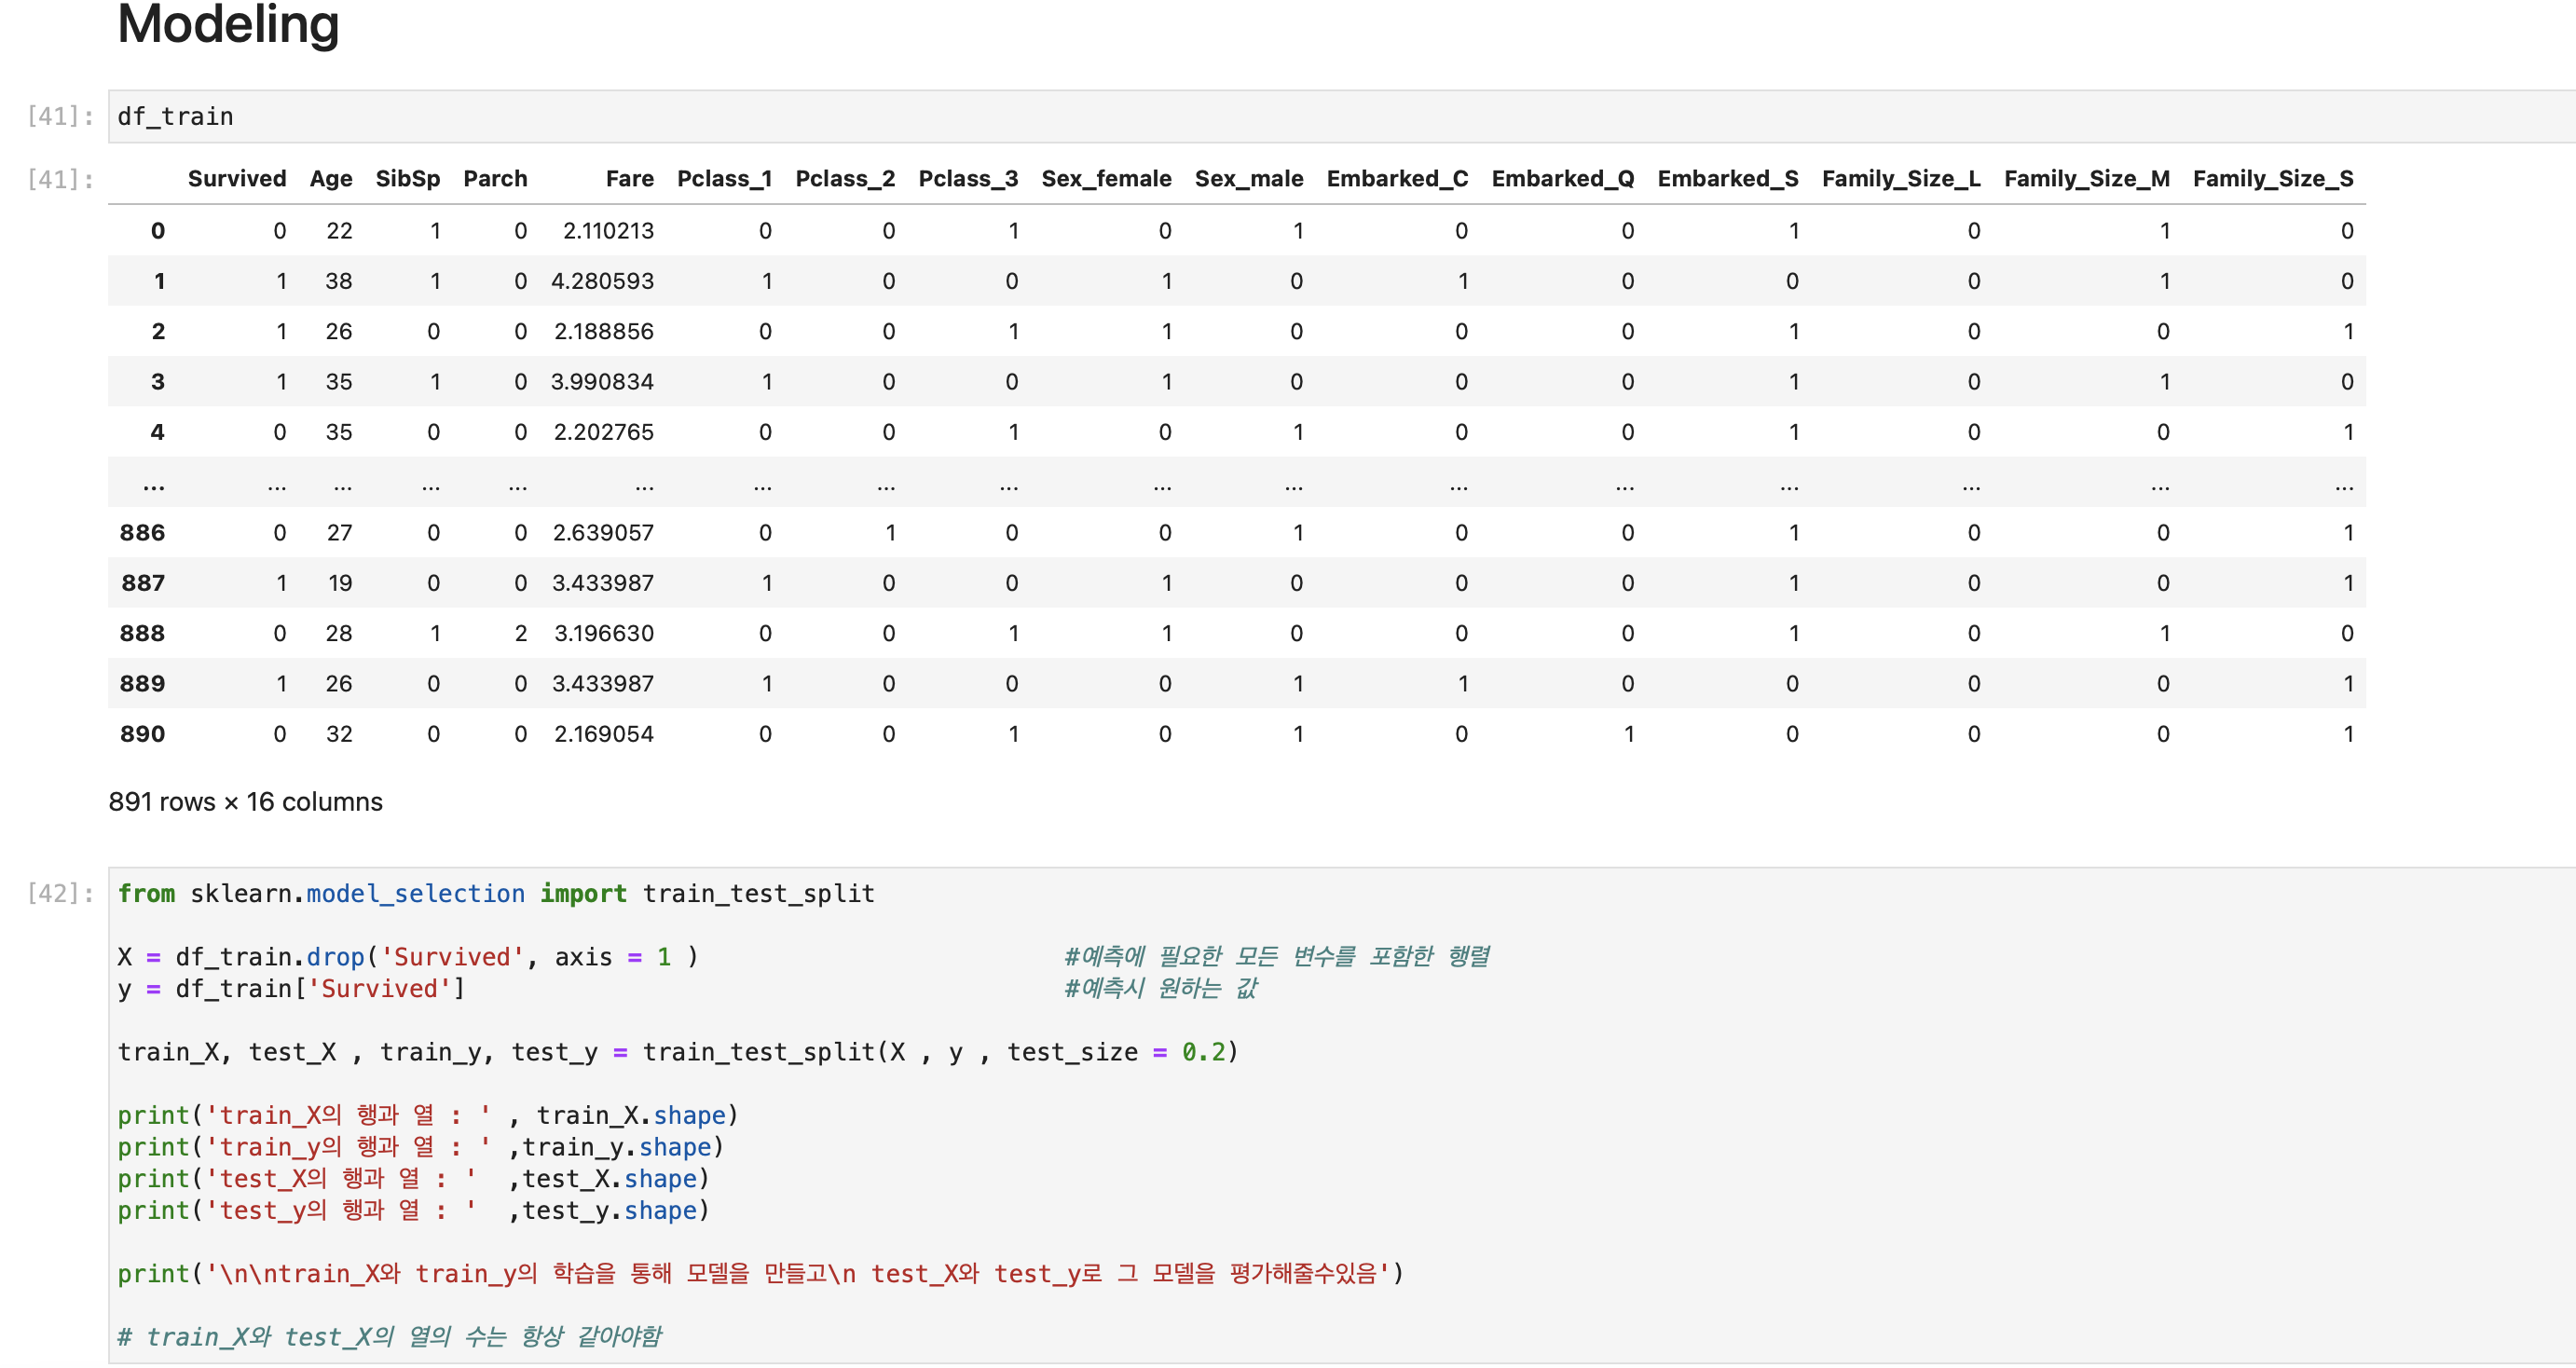 Modeling
[41]: df_train
[41]: Survived Age SibSp Parch Fare Pclass_1 Pclass_2 Pclass_3 Sex_female Sex_male Embarked_C Embarked_Q Embarked_S Family_Size_L Family_Size_M Family_Size_S
0 0 22 1 0 2.110213 0 0 1 0 1 0 0 1 0 1 0
1 1 38 1 0 4.280593 1 0 0 1 0 1 0 0 0 1 0
2 1 26 0 0 2.188856 0 0 1 1 0 0 0 1 0 0 1
3 1 35 1 0 3.990834 1 0 0 1 0 0 0 1 0 1 0
4 0 35 0 0 2.202765 0 0 1 0 1 0 0 1 0 0 1
... ... ... ... ... ... ... ... ... ... ... ... ... ... ... ... ...
886 0 27 0 0 2.639057 0 1 0 0 1 0 0 1 0 0 1
887 1 19 0 0 3.433987 1 0 0 1 0 0 0 1 0 0 1
888 0 28 1 2 3.196630 0 0 1 1 0 0 0 1 0 1 0
889 1 26 0 0 3.433987 1 0 0 0 1 1 0 0 0 0 1
890 0 32 0 0 2.169054 0 0 1 0 1 0 1 0 0 0 1
891 rows × 16 columns
[42]: from sklearn.model_selection import train_test_split
X = df_train.drop('Survived', axis = 1 ) #예측에 필요한 모든 변수를 포함한 행렬
y = df_train['Survived'] #예측시 원하는 값
train_X, test_X , train_y, test_y = train_test_split(X , y , test_size = 0.2)
print('train_X의 행과 열 : ' , train_X.shape)
print('train_y의 행과 열 : ' ,train_y.shape)
print('test_X의 행과 열 : '  ,test_X.shape)
print('test_y의 행과 열 : '  ,test_y.shape)
print('\n\ntrain_X와 train_y의 학습을 통해 모델을 만들고\n test_X와 test_y로 그 모델을 평가해줄수있음')
# train_X와 test_X의 열의 수는 항상 같아야함